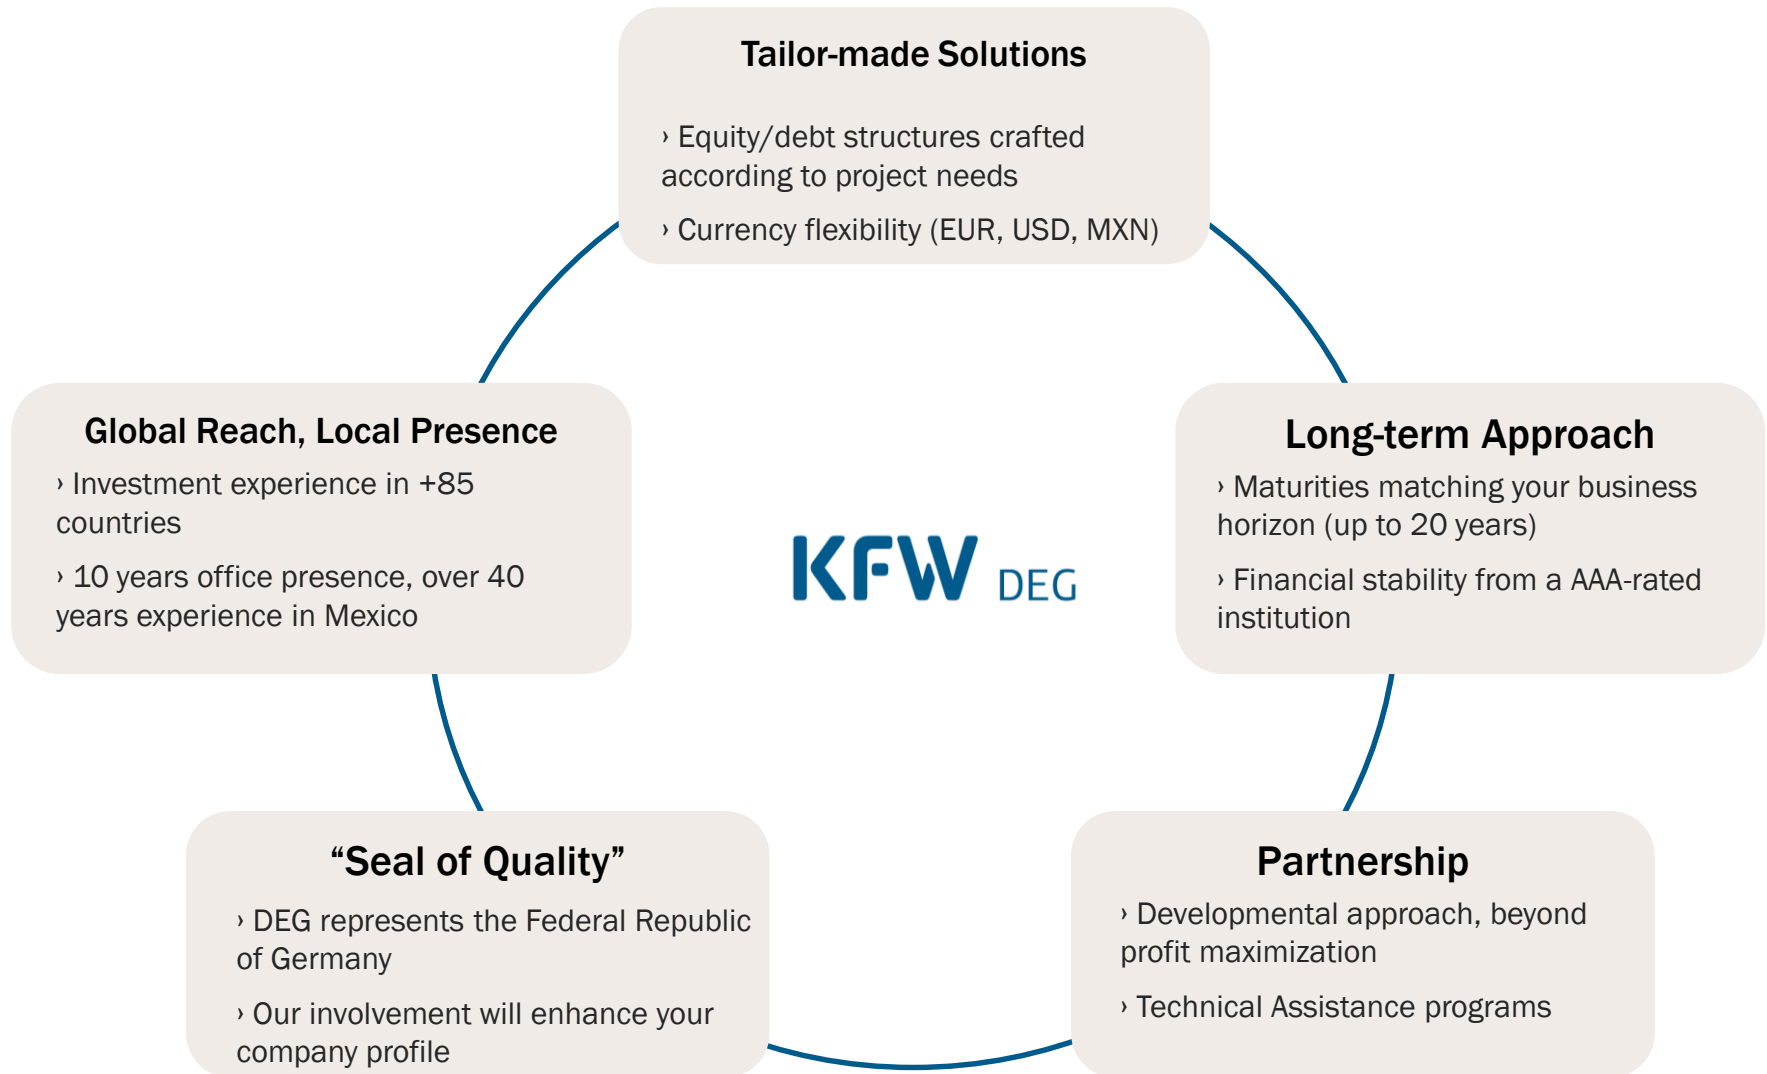 Tailor-made Solutions
› Equity/debt structures crafted
according to project needs
› Currency flexibility (EUR, USD, MXN)
Global Reach, Local Presence
› Investment experience in +85
countries
› 10 years office presence, over 40
years experience in Mexico
KFW DEG
Long-term Approach
› Maturities matching your business
horizon (up to 20 years)
› Financial stability from a AAA-rated
institution
“Seal of Quality”
› DEG represents the Federal Republic
of Germany
› Our involvement will enhance your
company profile
Partnership
› Developmental approach, beyond
profit maximization
› Technical Assistance programs